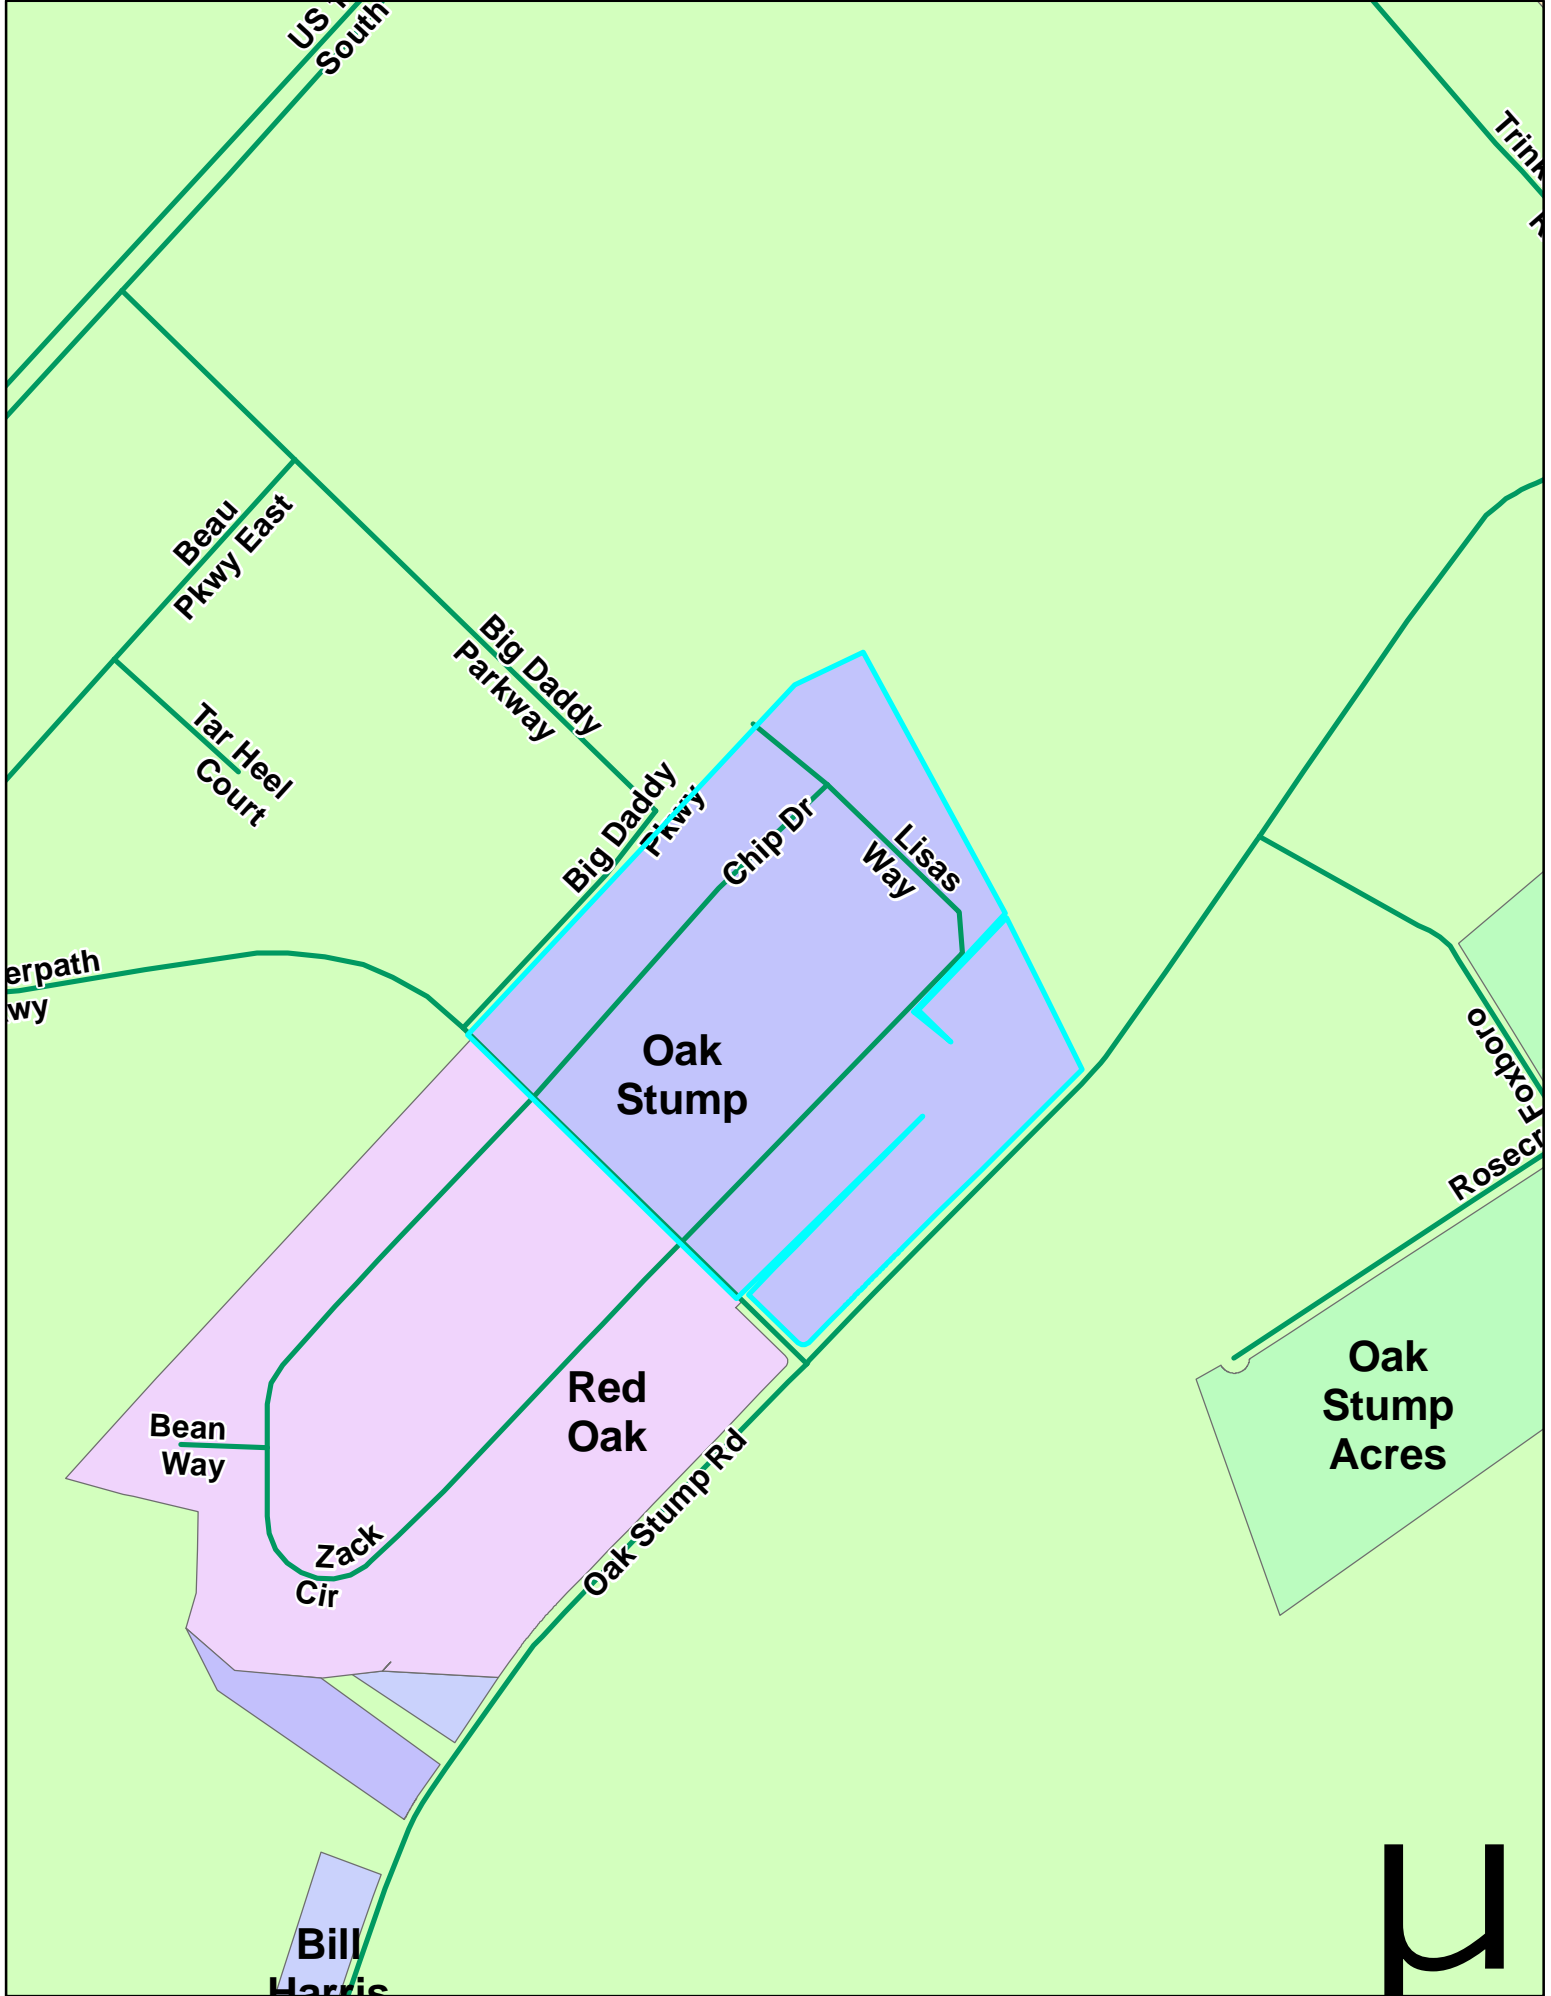 US
South
Trink
Beau
Pkwy East
Big Daddy
Parkway
Tar Heel
Court
Big Daddy
Pkwy
Chip Dr
Lisas
Way
erpath
wy
Oak
Stump
Foxboro
Rosecr
Oak
Stump
Acres
Red
Oak
Bean
Way
Oak Stump Rd
Zack
Cir
Bill
Harris
µ